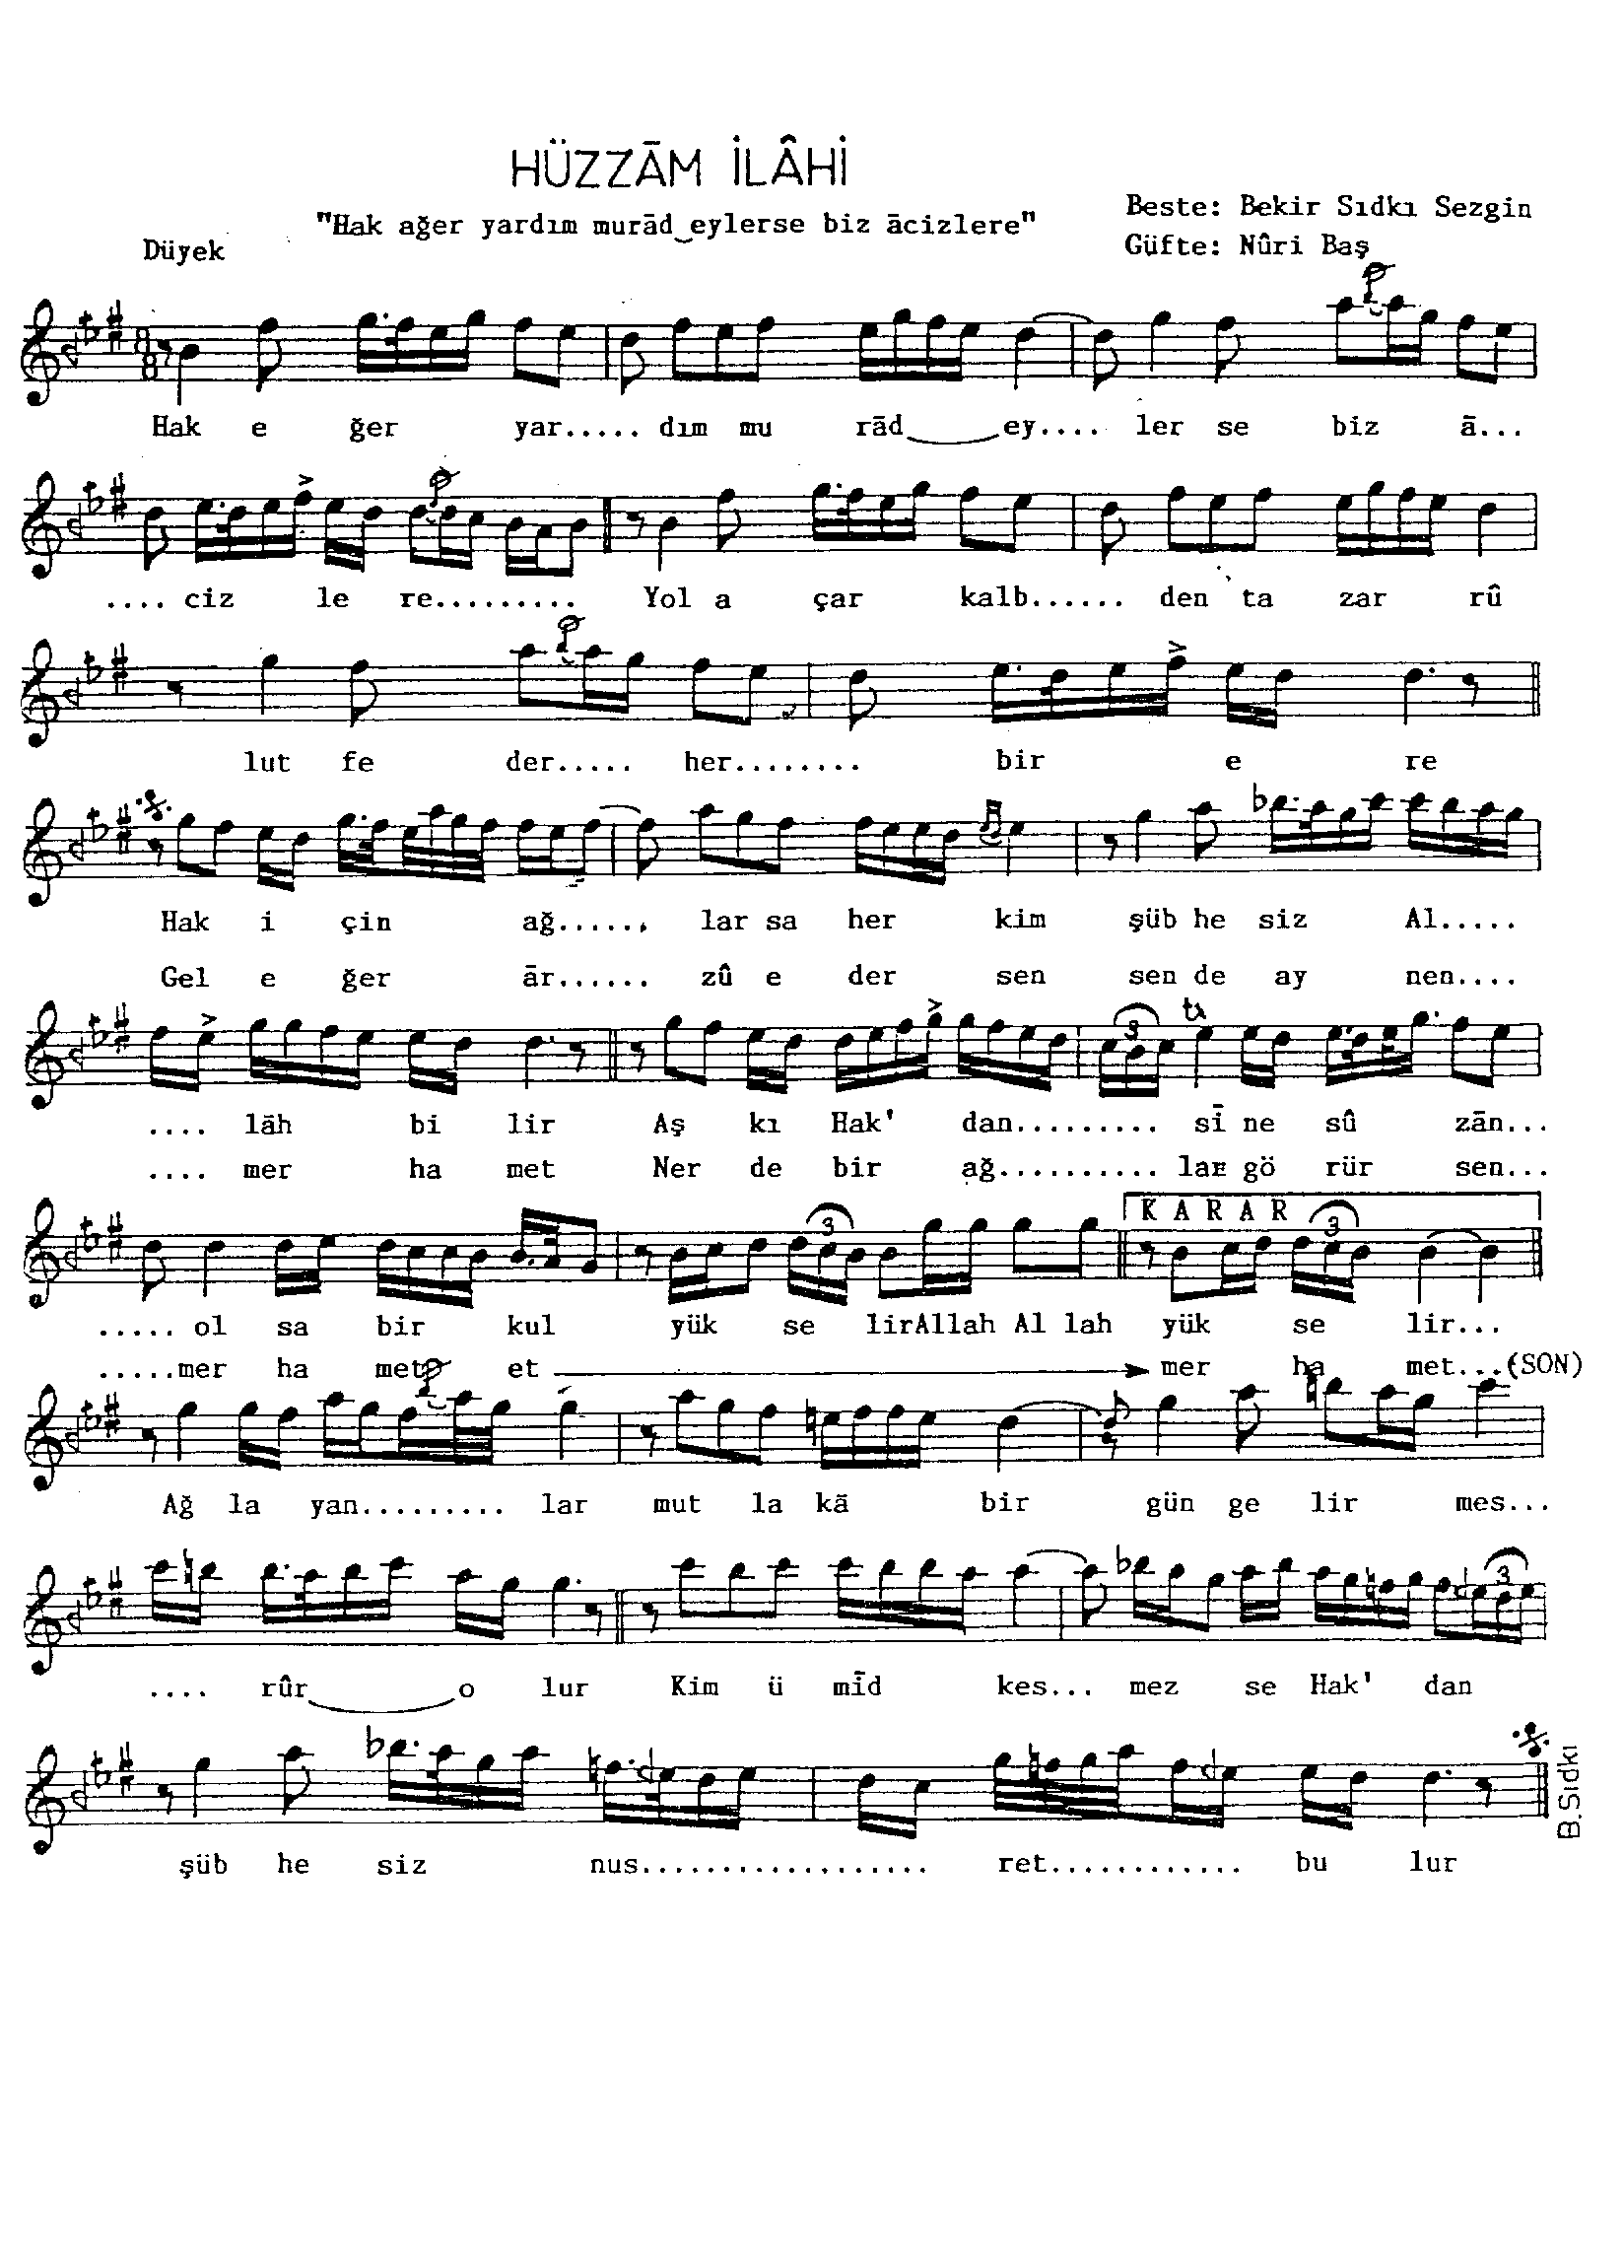 HÜZZĀM İLÂHİ
"Hak ağer yardım murād‿eylerse biz ācizlere"
Beste: Bekir Sıdkı Sezgin
Düyek
Güfte: Nûri Baş
8
8
Hak e ğer yar..... dım mu rād‿ey.... ler se biz ā...
.... ciz le re......... Yol a çar kalb...... den ta zar rû
lut fe der..... her........ bir e re
Hak i çin ağ...... lar sa her kim şüb he siz Al.....
Gel e ğer ār...... zû e der sen sen de ay nen....
3
.... lāh bi lir Aş kı Hak' dan......... sī ne sû zān...
.... mer ha met Ner de bir ağ.......... lar gö rür sen...
3 KARAR 3
..... ol sa bir kul yük se lirAllah Al lah yük se lir...
.....mer ha met et mer ha met...(SON)
Ağ la yan......... lar mut la kā bir gün ge lir mes...
3
.... rûr‿o lur Kim ü mīd kes... mez se Hak' dan
B.Sıdkı
şüb he siz nus.................. ret............ bu lur